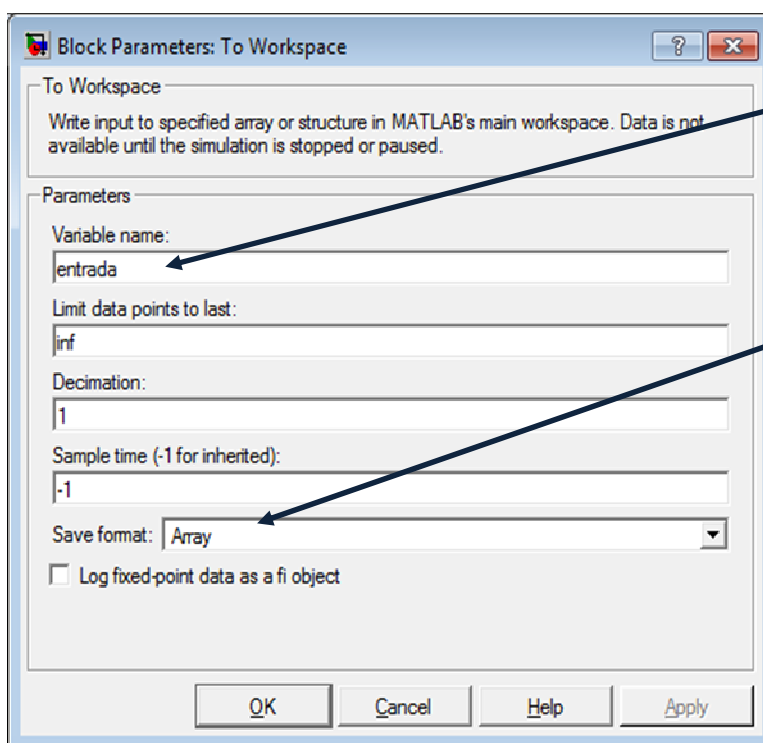 Block Parameters: To Workspace
?
To Workspace
Write input to specified array or structure in MATLAB's main workspace. Data is not
available until the simulation is stopped or paused.
Parameters
Variable name:
entrada
Limit data points to last:
inf
Decimation:
1
Sample time (-1 for inherited):
-1
Save format: Array
Log fixed-point data as a fi object
OK Cancel Help Apply